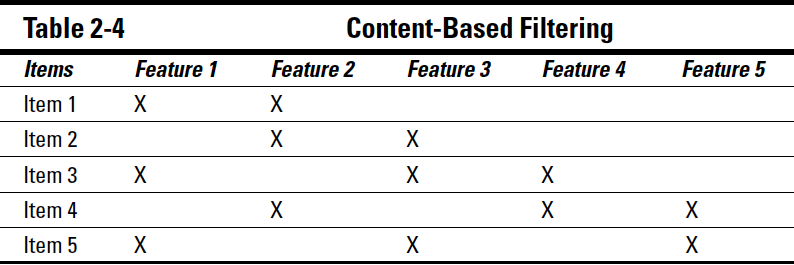 Table 2-4 Content-Based Filtering
Items Feature 1 Feature 2 Feature 3 Feature 4 Feature 5
Item 1 X X
Item 2 X X
Item 3 X X X
Item 4 X X X
Item 5 X X X